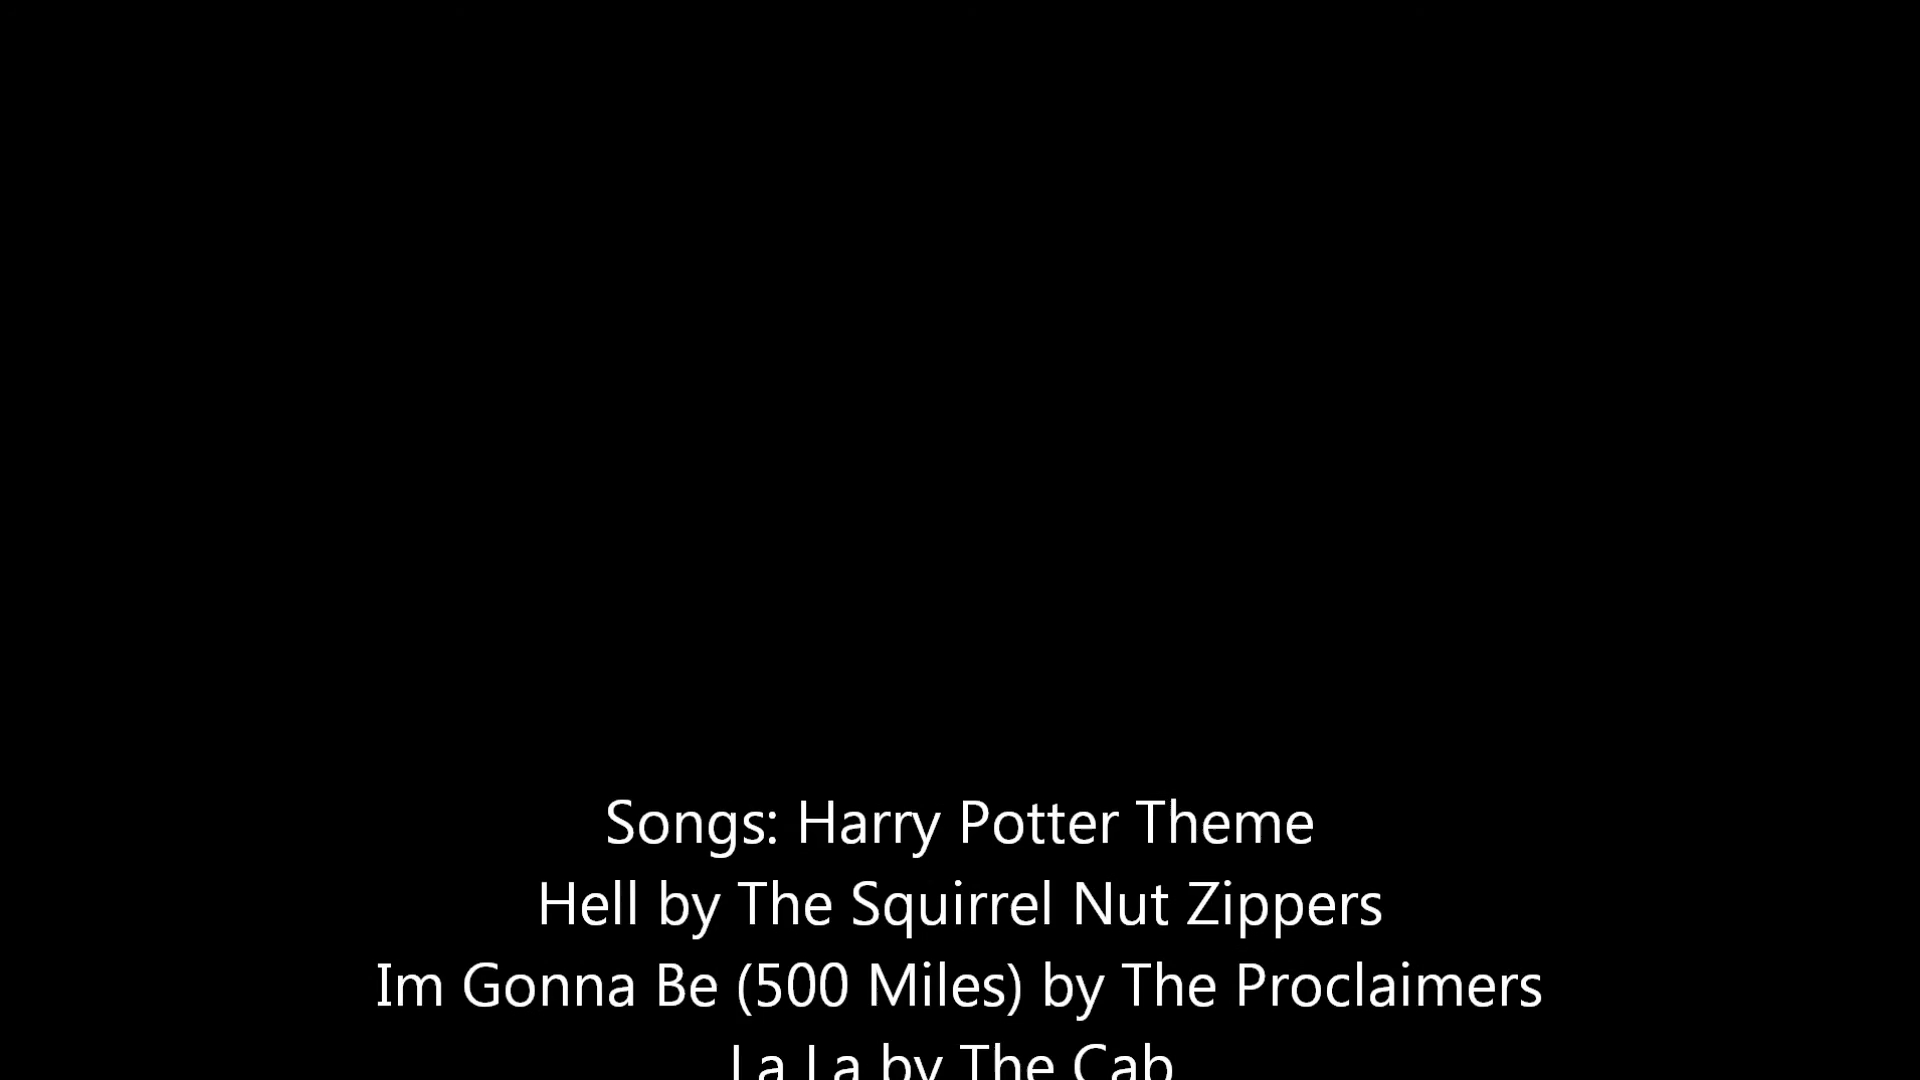 Songs: Harry Potter Theme
Hell by The Squirrel Nut Zippers
Im Gonna Be (500 Miles) by The Proclaimers
La La by The Cab